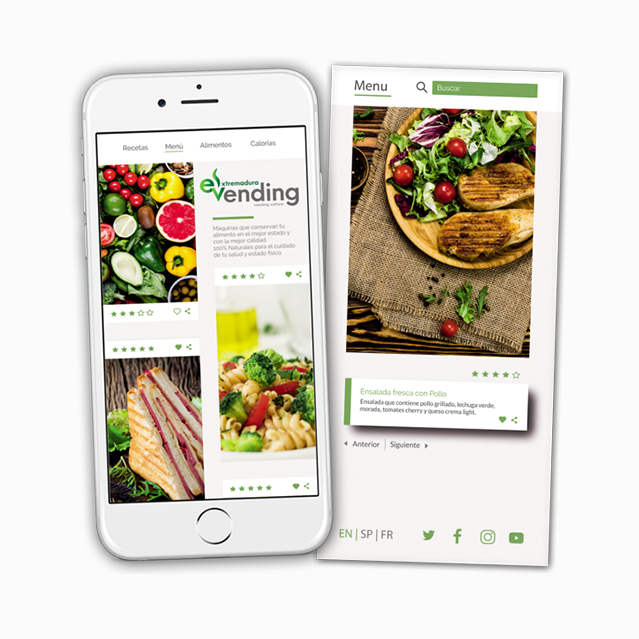 Recetas
Menú
Alimentos
Calorías
extremadura
vending
vending culture
Máquinas que conservan tu
alimento en el mejor estado y
con la mejor calidad.
100% Naturales para el cuidado
de tu salud y estado físico.
Menu
Buscar
Ensalada fresca con Pollo
Ensalada que contiene pollo grillado, lechuga verde,
morada, tomates cherry y queso crema light.
Anterior | Siguiente
EN | SP | FR